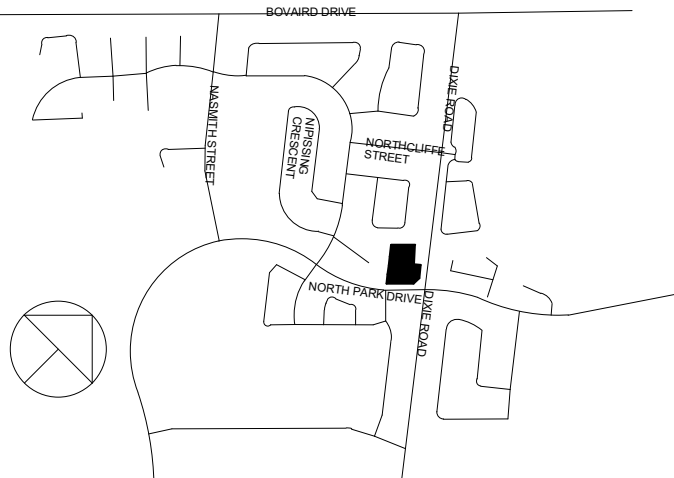 BOVAIRD DRIVE
DIXIE ROAD
NASMITH STREET
NIPISSING
CRESCENT
NORTHCLIFFE
STREET
NORTH PARK DRIVE
DIXIE ROAD